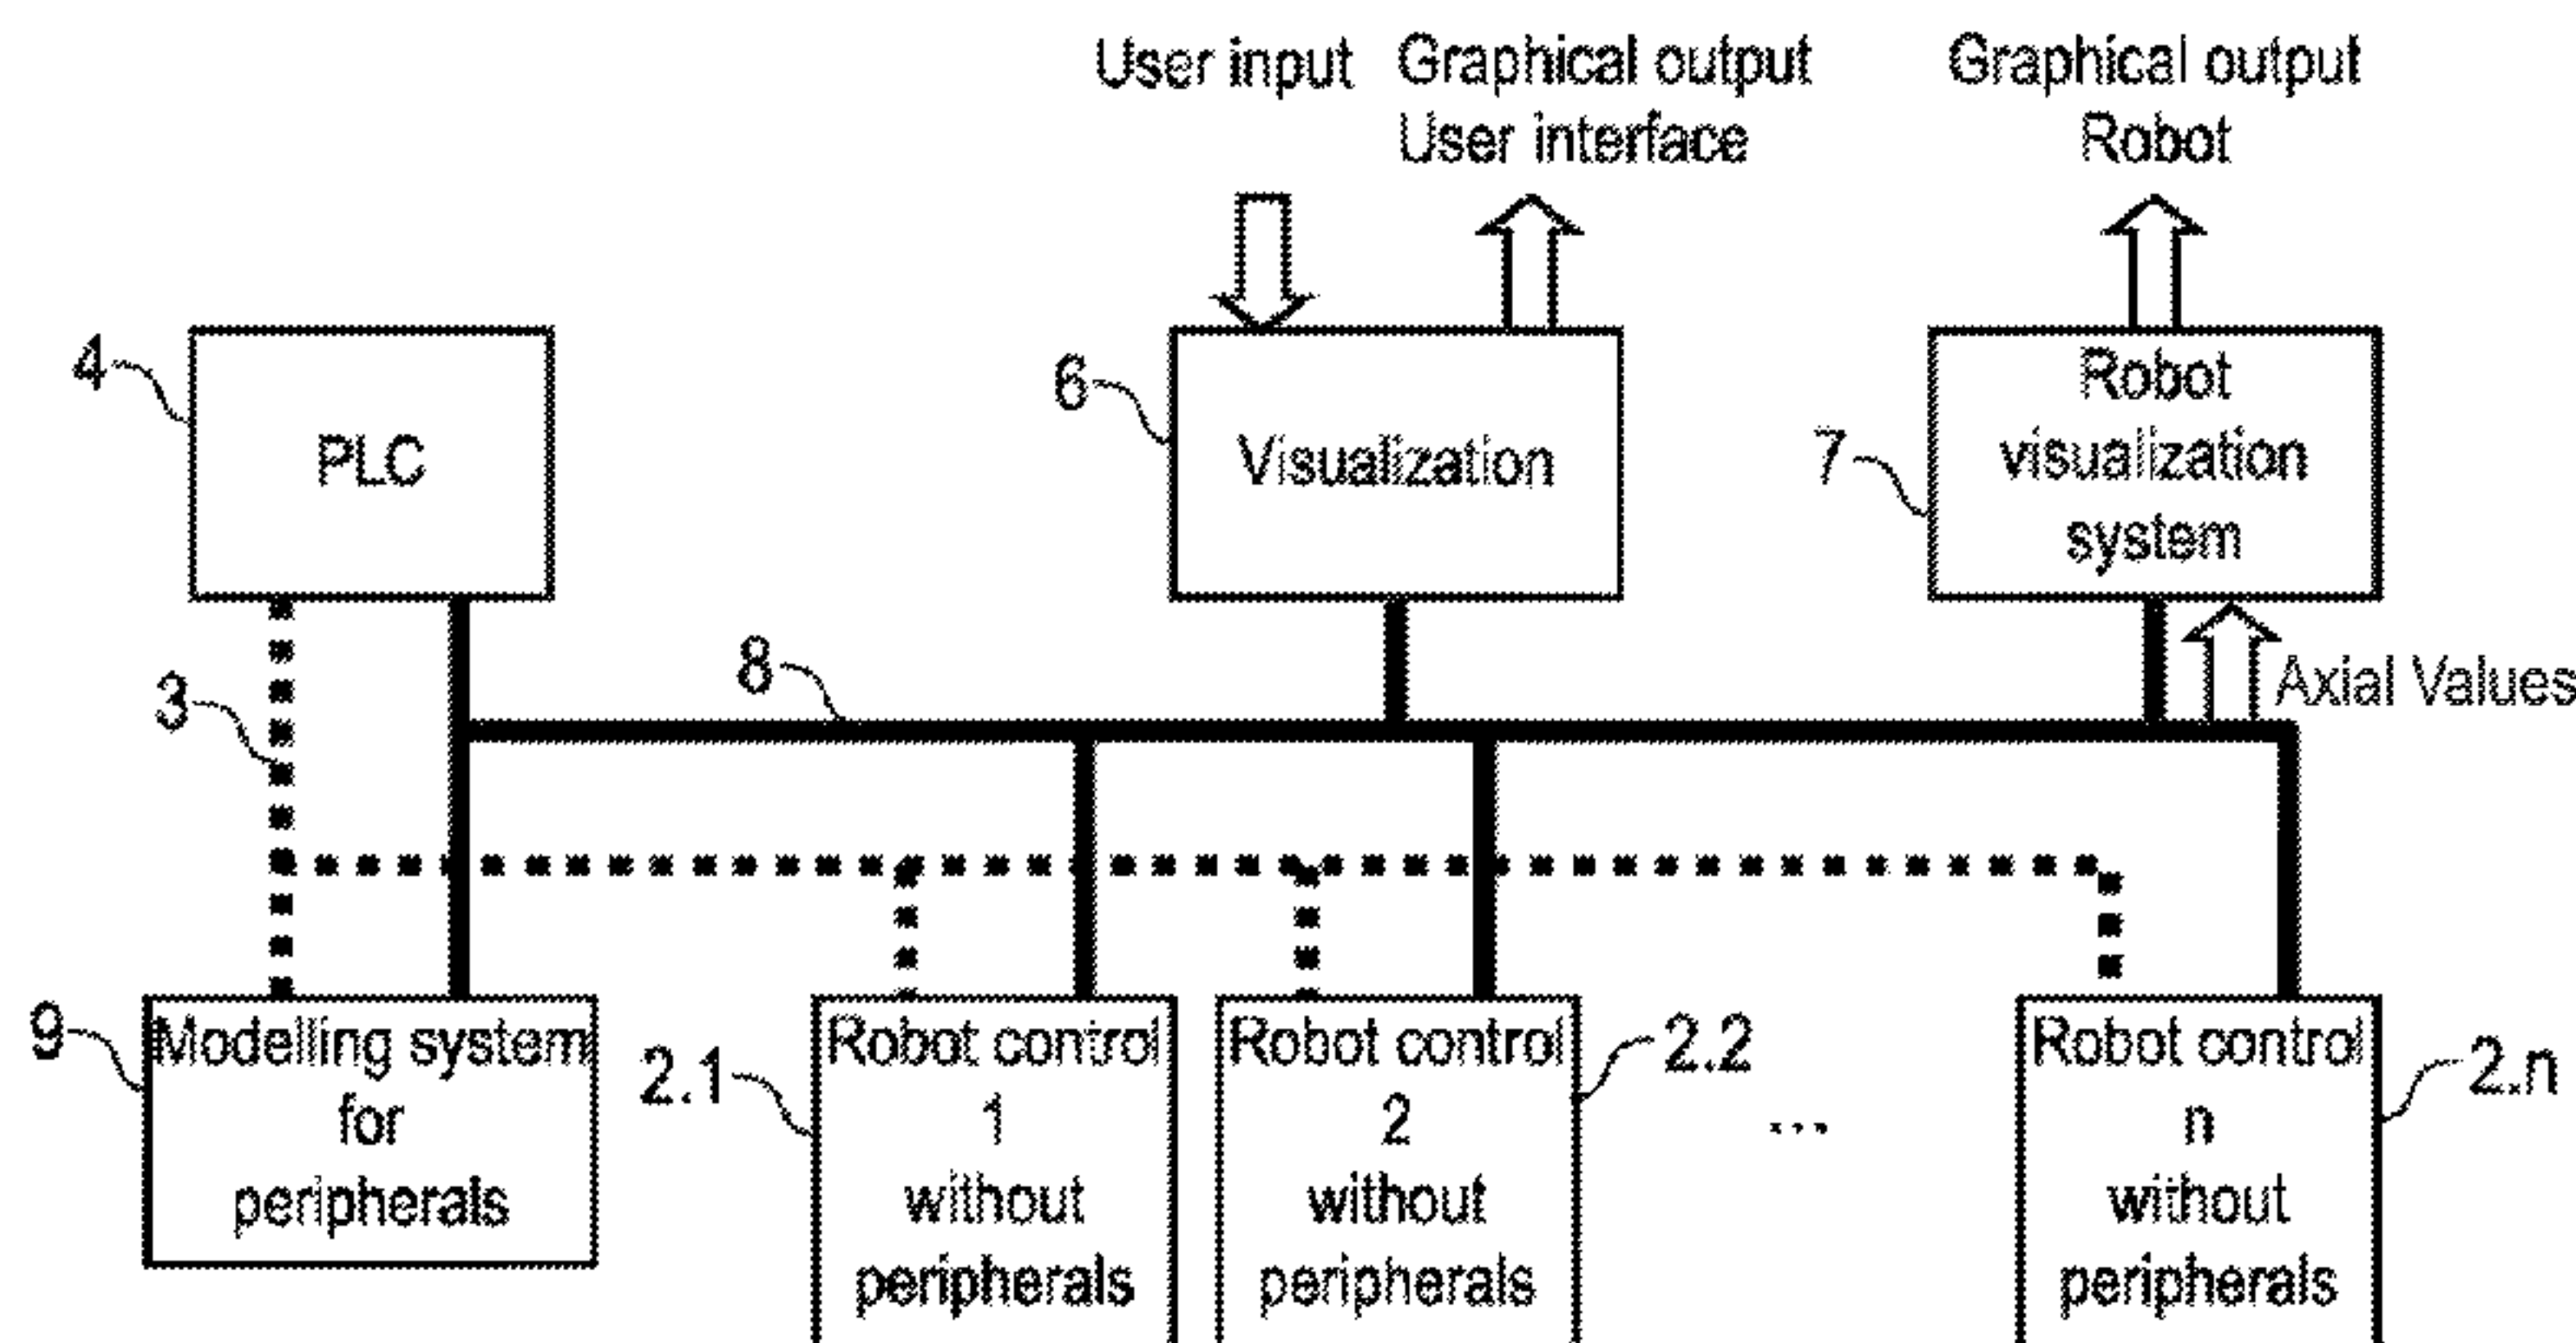 User input
Graphical output
User interface
Graphical output
Robot
4
PLC
6
Visualization
7
Robot
visualization
system
3
8
Axial Values
9
Modelling system
for
peripherals
2.1
Robot control
1
without
peripherals
Robot control
2
without
peripherals
2.2
...
Robot control
n
without
peripherals
2.n